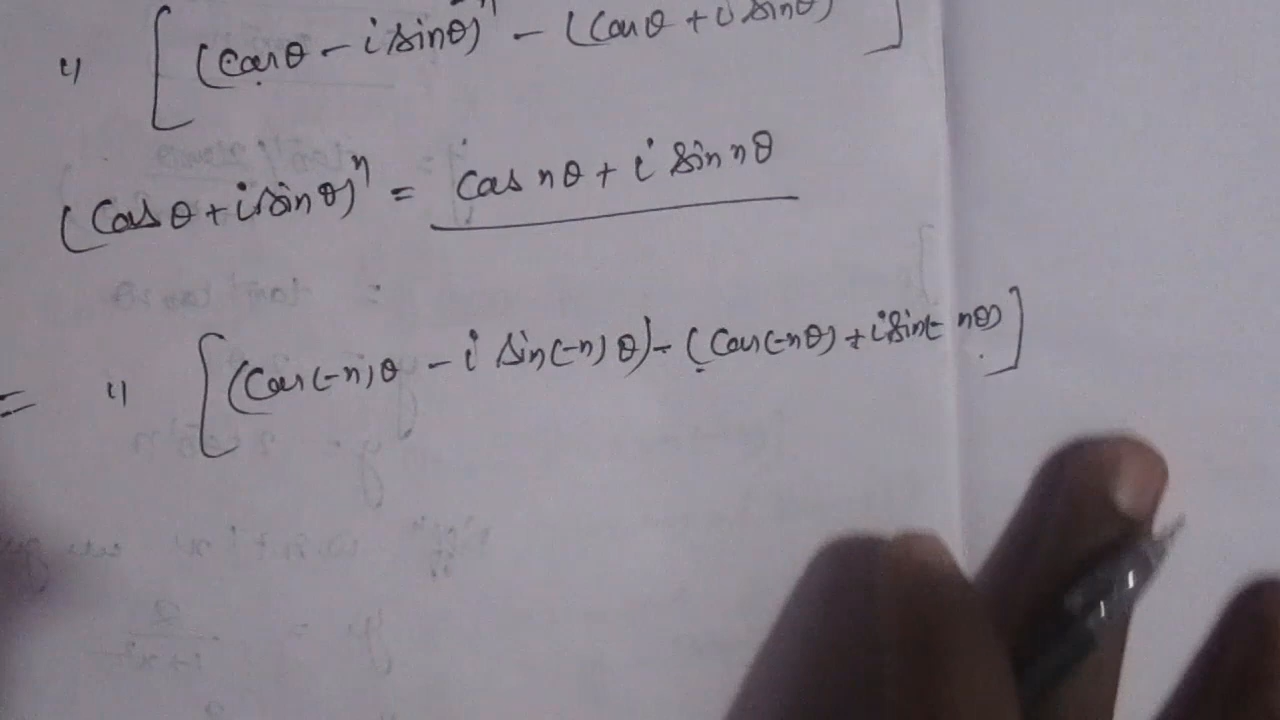 " [(cosθ - i sinθ)⁻ⁿ - (cosθ + i sinθ) ]
(cosθ + i sinθ)ⁿ = cos nθ + i sin nθ
= " [(cos(-n)θ - i sin(-n)θ) - (cos(-nθ) + i sin(-nθ)]